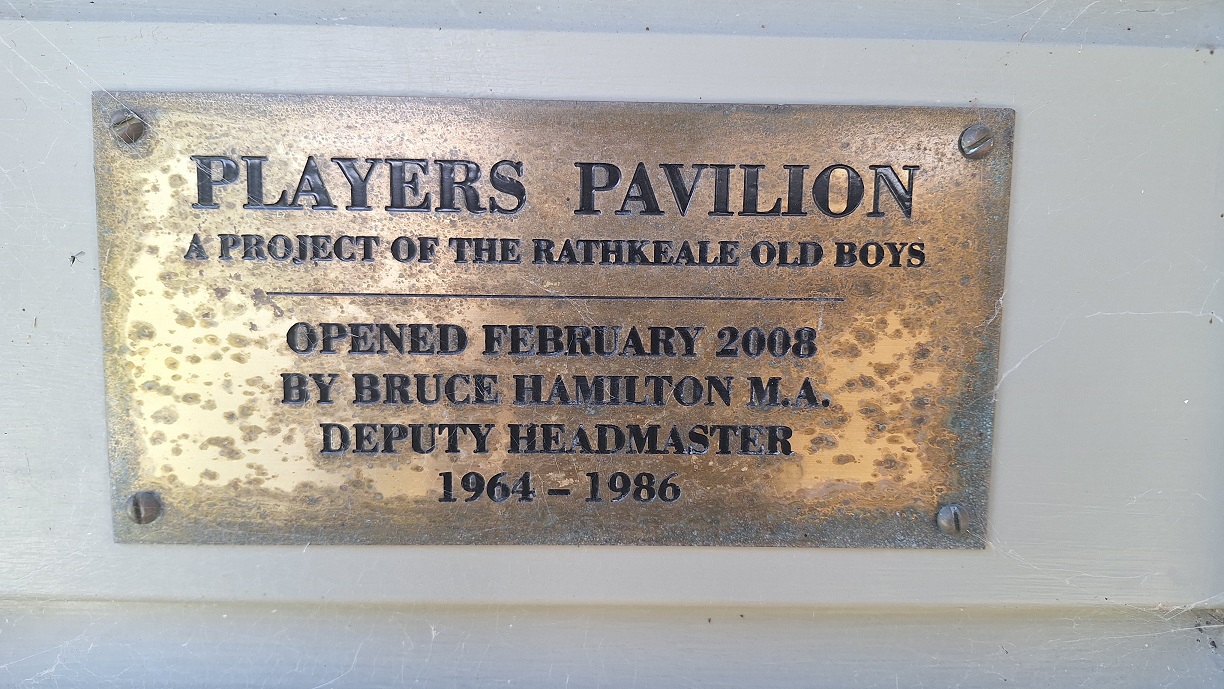 PLAYERS PAVILION
A PROJECT OF THE RATHKEALE OLD BOYS
OPENED FEBRUARY 2008
BY BRUCE HAMILTON M.A.
DEPUTY HEADMASTER
1964 – 1986